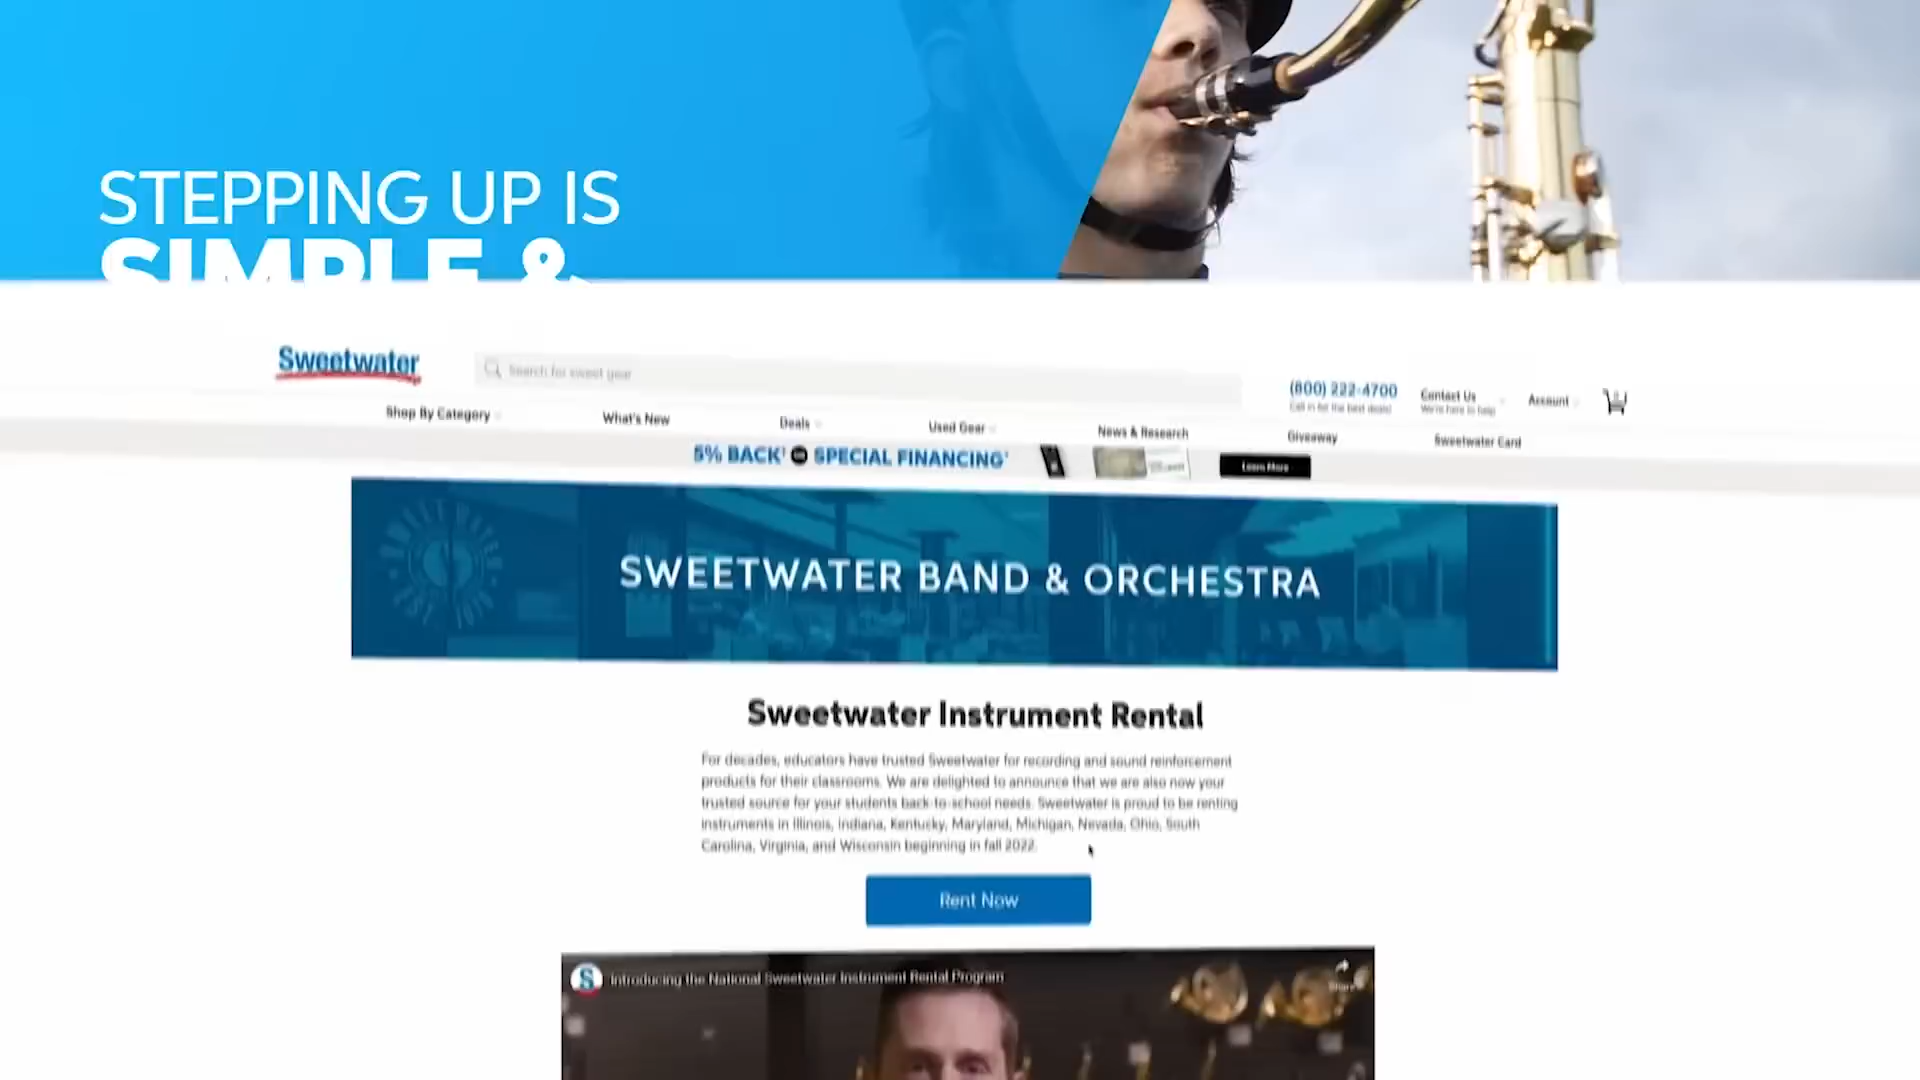 STEPPING UP IS
SIMPLE &
Sweetwater
Search for sweet gear
(800) 222-4700
Call in for the best deals!
Contact Us
We're here to help
Account
Shop By Category
What's New
Deals
Used Gear
News & Research
Giveaway
Sweetwater Card
5% BACK¹ OR SPECIAL FINANCING²
Learn More
SWEETWATER BAND & ORCHESTRA
Sweetwater Instrument Rental
For decades, educators have trusted Sweetwater for recording and sound reinforcement
products for their classrooms. We are delighted to announce that we are also now your
trusted source for your students back-to-school needs. Sweetwater is proud to be renting
instruments in Illinois, Indiana, Kentucky, Maryland, Michigan, Nevada, Ohio, South
Carolina, Virginia, and Wisconsin beginning in fall 2022.
Rent Now
Introducing the National Sweetwater Instrument Rental Program
Share